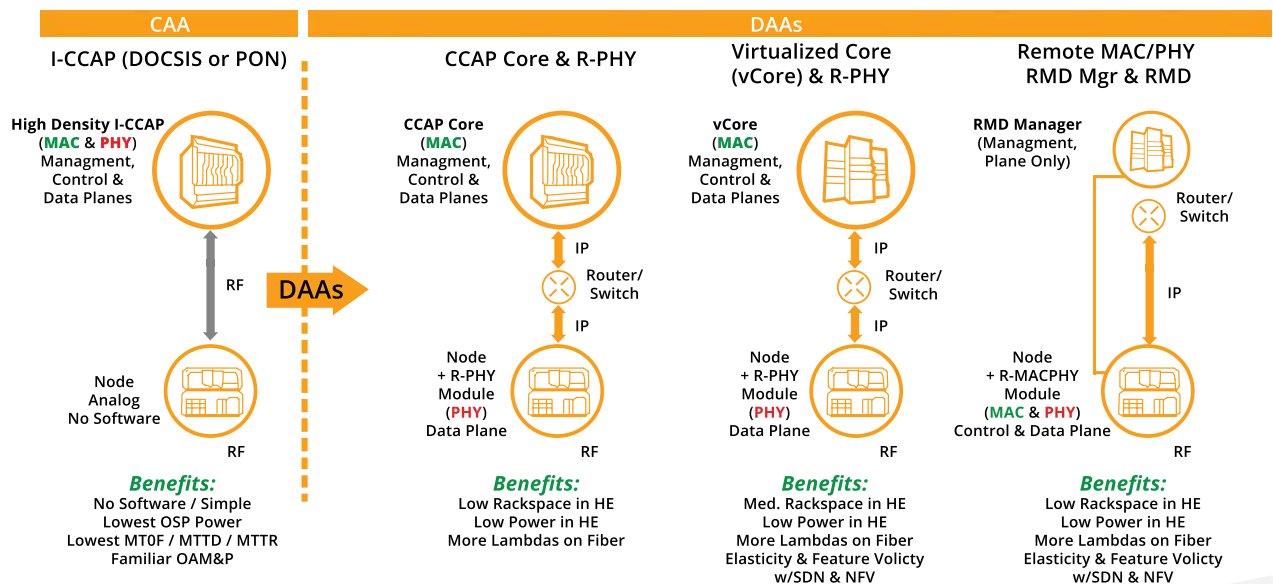 CAA
DAAs
I-CCAP (DOCSIS or PON)
High Density I-CCAP
(MAC & PHY)
Managment,
Control &
Data Planes
RF
Node
Analog
No Software
RF
Benefits:
No Software / Simple
Lowest OSP Power
Lowest MT0F / MTTD / MTTR
Familiar OAM&P
DAAs
CCAP Core & R-PHY
CCAP Core
(MAC)
Managment,
Control &
Data Planes
IP
Router/
Switch
IP
Node
+ R-PHY
Module
(PHY)
Data Plane
RF
Benefits:
Low Rackspace in HE
Low Power in HE
More Lambdas on Fiber
Virtualized Core
(vCore) & R-PHY
vCore
(MAC)
Managment,
Control &
Data Planes
IP
Router/
Switch
IP
Node
+ R-PHY
Module
(PHY)
Data Plane
RF
Benefits:
Med. Rackspace in HE
Low Power in HE
More Lambdas on Fiber
Elasticity & Feature Volicty
w/SDN & NFV
Remote MAC/PHY
RMD Mgr & RMD
RMD Manager
(Managment,
Plane Only)
Router/
Switch
IP
Node
+ R-MACPHY
Module
(MAC & PHY)
Control & Data Plane
RF
Benefits:
Low Rackspace in HE
Low Power in HE
More Lambdas on Fiber
Elasticity & Feature Volicty
w/SDN & NFV